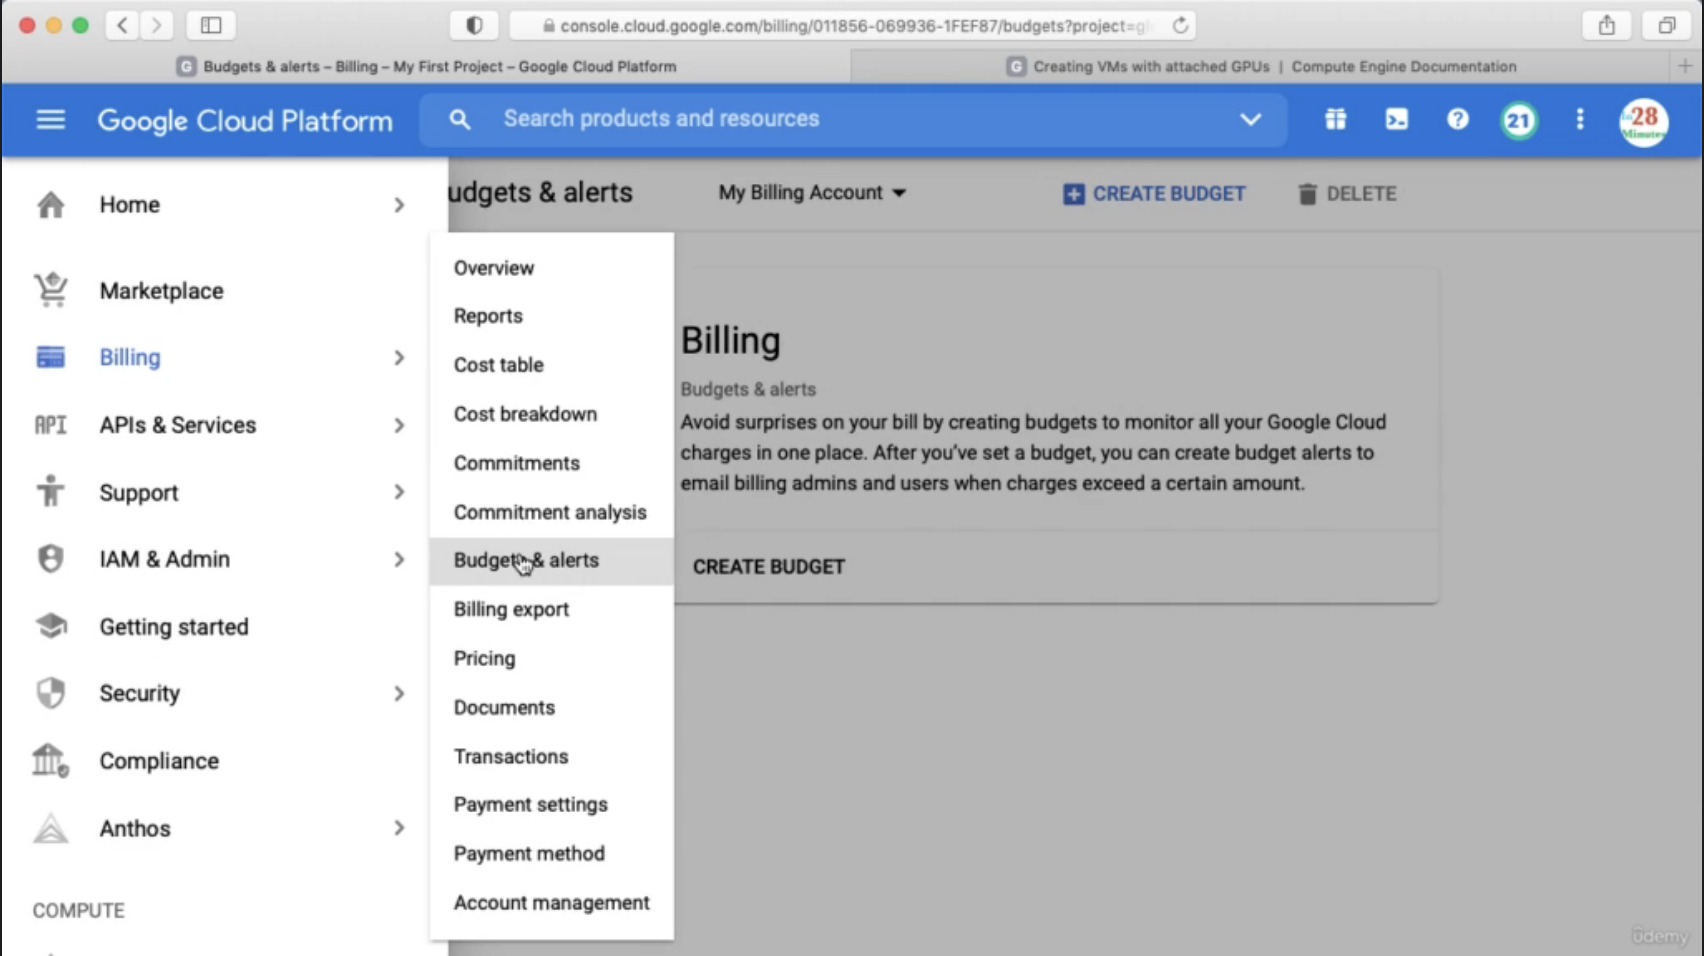 console.cloud.google.com/billing/011856-069936-1FEF87/budgets?project=gl
Budgets & alerts – Billing – My First Project – Google Cloud Platform
Creating VMs with attached GPUs | Compute Engine Documentation
Google Cloud Platform
Search products and resources
21
in 28
Minutes
Home
udgets & alerts
My Billing Account
CREATE BUDGET
DELETE
Marketplace
Billing
API
APIs & Services
Support
IAM & Admin
Getting started
Security
Compliance
Anthos
COMPUTE
Overview
Reports
Cost table
Cost breakdown
Commitments
Commitment analysis
Budgets & alerts
Billing export
Pricing
Documents
Transactions
Payment settings
Payment method
Account management
Billing
Budgets & alerts
Avoid surprises on your bill by creating budgets to monitor all your Google Cloud
charges in one place. After you've set a budget, you can create budget alerts to
email billing admins and users when charges exceed a certain amount.
CREATE BUDGET
ûdemy